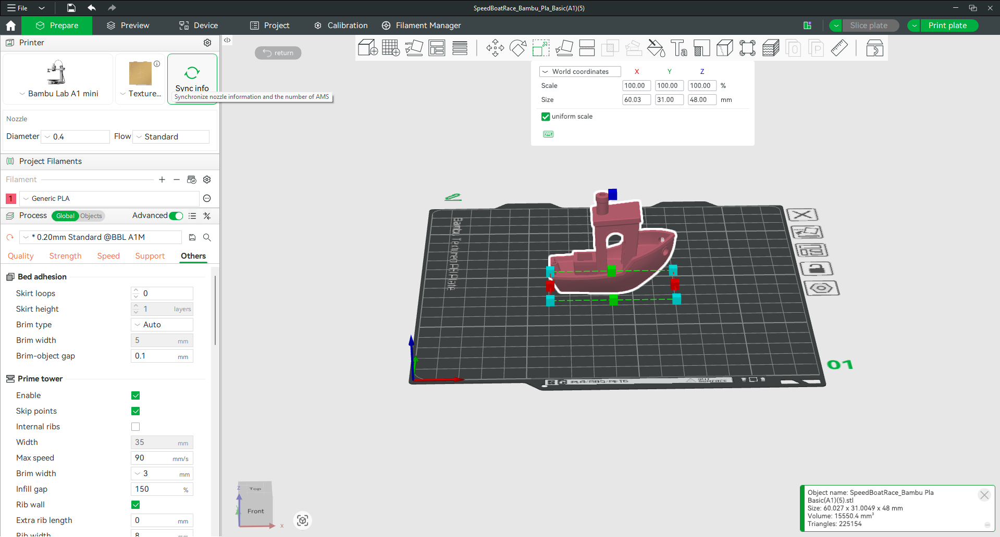 File
SpeedBoatRace_Bambu_Pla_Basic(A1)(5)
Prepare
Preview
Device
Project
Calibration
Filament Manager
Slice plate
Print plate
Printer
Bambu Lab A1 mini
Texture...
Sync info
Synchronize nozzle information and the number of AMS
Nozzle
Diameter
0.4
Flow
Standard
Project Filaments
Filament
1
Generic PLA
Process
Global
Objects
Advanced
* 0.20mm Standard @BBL A1M
Quality
Strength
Speed
Support
Others
Bed adhesion
Skirt loops
0
Skirt height
1
layers
Brim type
Auto
Brim width
5
mm
Brim-object gap
0.1
mm
Prime tower
Enable
Skip points
Internal ribs
Width
35
mm
Max speed
90
mm/s
Brim width
3
mm
Infill gap
150
%
Rib wall
Extra rib length
0
mm
Rib width
8
mm
return
AUTO
World coordinates
X
Y
Z
Scale
100.00
100.00
100.00
%
Size
60.03
31.00
48.00
mm
uniform scale
Bambu Textured PEI Plate
01
PLA/ABS/PETG
HOT
SURFACE
Top
Front
Z
Y
X
Object name: SpeedBoatRace_Bambu Pla
Basic(A1)(5).stl
Size: 60.027 x 31.0049 x 48 mm
Volume: 15550.4 mm³
Triangles: 225154